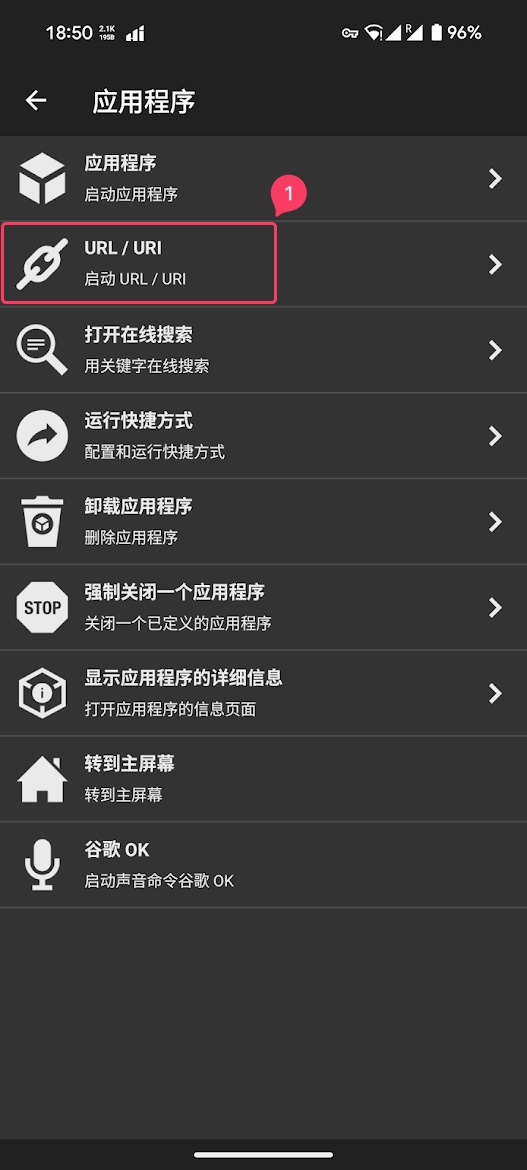 18:50 2.1K 195B R 96%
应用程序
应用程序
启动应用程序
1
URL / URI
启动 URL / URI
打开在线搜索
用关键字在线搜索
运行快捷方式
配置和运行快捷方式
卸载应用程序
删除应用程序
STOP
强制关闭一个应用程序
关闭一个已定义的应用程序
显示应用程序的详细信息
打开应用程序的信息页面
转到主屏幕
转到主屏幕
谷歌 OK
启动声音命令谷歌 OK